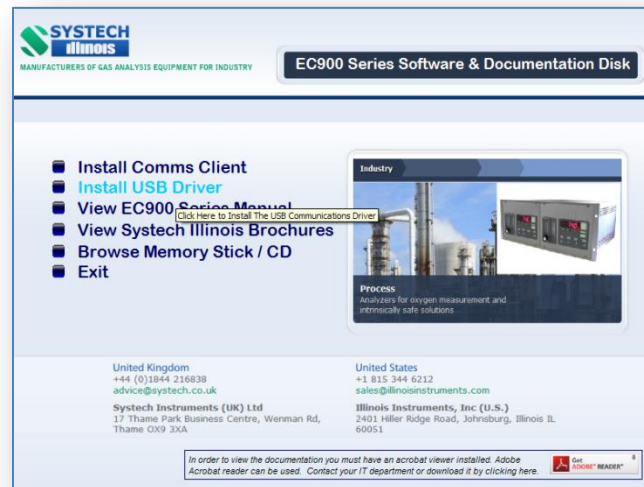 SYSTECH
Illinois
MANUFACTURERS OF GAS ANALYSIS EQUIPMENT FOR INDUSTRY
EC900 Series Software & Documentation Disk
Install Comms Client
Install USB Driver
View EC900 Series Manual
Click Here to Install The USB Communications Driver
View Systech Illinois Brochures
Browse Memory Stick / CD
Exit
Industry
Process
Analyzers for oxygen measurement and
intrinsically safe solutions
United Kingdom
+44 (0)1844 216838
advice@systech.co.uk
Systech Instruments (UK) Ltd
17 Thame Park Business Centre, Wenman Rd,
Thame OX9 3XA
United States
+1 815 344 6212
sales@illinoisinstruments.com
Illinois Instruments, Inc (U.S.)
2401 Hiller Ridge Road, Johnsburg, Illinois IL
60051
In order to view the documentation you must have an acrobat viewer installed. Adobe
Acrobat reader can be used. Contact your IT department or download it by clicking here.
Get
ADOBE® READER®